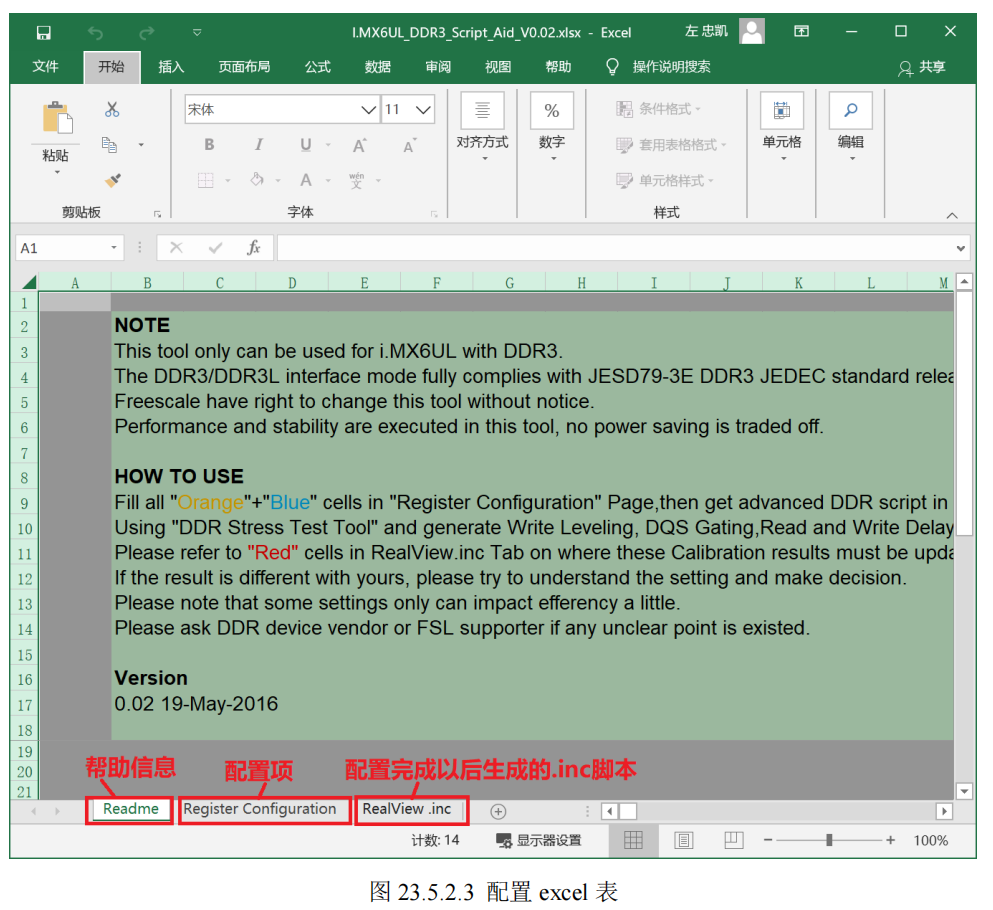 I.MX6UL_DDR3_Script_Aid_V0.02.xlsx - Excel
左 忠凯
文件 开始 插入 页面布局 公式 数据 审阅 视图 帮助 操作说明搜索 共享
宋体 11
% 
条件格式
粘贴
B I U A A
对齐方式 数字
套用表格格式
单元格 编辑
A wén 文
单元格样式
剪贴板 字体 样式
A1 fx
A B C D E F G H I J K L M
1
2 NOTE
3 This tool only can be used for i.MX6UL with DDR3.
4 The DDR3/DDR3L interface mode fully complies with JESD79-3E DDR3 JEDEC standard relea
5 Freescale have right to change this tool without notice.
6 Performance and stability are executed in this tool, no power saving is traded off.
7
8 HOW TO USE
9 Fill all "Orange"+"Blue" cells in "Register Configuration" Page,then get advanced DDR script in
10 Using "DDR Stress Test Tool" and generate Write Leveling, DQS Gating,Read and Write Delay
11 Please refer to "Red" cells in RealView.inc Tab on where these Calibration results must be upda
12 If the result is different with yours, please try to understand the setting and make decision.
13 Please note that some settings only can impact efferency a little.
14 Please ask DDR device vendor or FSL supporter if any unclear point is existed.
15
16 Version
17 0.02 19-May-2016
18
19
20
21
帮助信息 配置项 配置完成以后生成的.inc脚本
Readme Register Configuration RealView .inc
计数: 14 显示器设置 100%
图 23.5.2.3 配置 excel 表